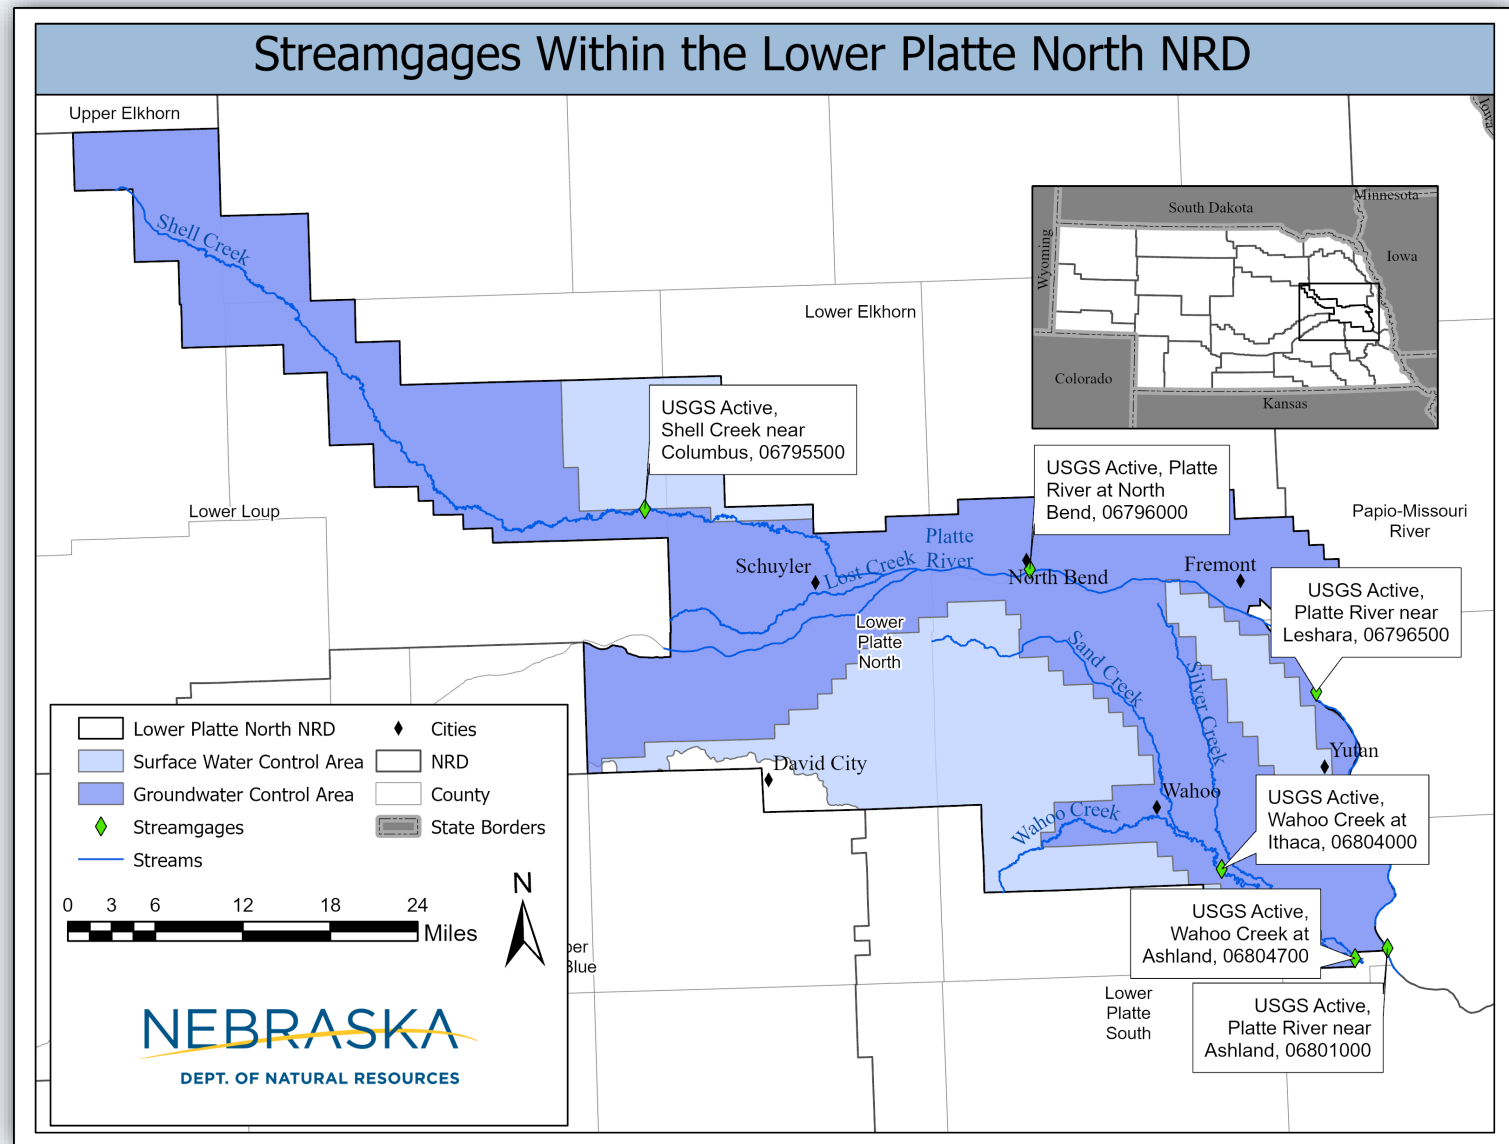 Streamgages Within the Lower Platte North NRD
Upper Elkhorn
Iowa
Shell Creek
South Dakota
Minnesota
Wyoming
Iowa
Colorado
Kansas
Lower Elkhorn
USGS Active,
Shell Creek near
Columbus, 06795500
USGS Active, Platte
River at North
Bend, 06796000
Lower Loup
Papio-Missouri
River
Platte
River
Schuyler
Lost Creek
North Bend
Fremont
USGS Active,
Platte River near
Leshara, 06796500
Lower
Platte
North
Sand Creek
Silver Creek
Yutan
David City
Wahoo
Wahoo Creek
USGS Active,
Wahoo Creek at
Ithaca, 06804000
USGS Active,
Wahoo Creek at
Ashland, 06804700
USGS Active,
Platte River near
Ashland, 06801000
Lower
Platte
South
Blue
Lower Platte North NRD
Surface Water Control Area
Groundwater Control Area
Streamgages
Streams
Cities
NRD
County
State Borders
0 3 6 12 18 24
Miles
N
NEBRASKA
DEPT. OF NATURAL RESOURCES